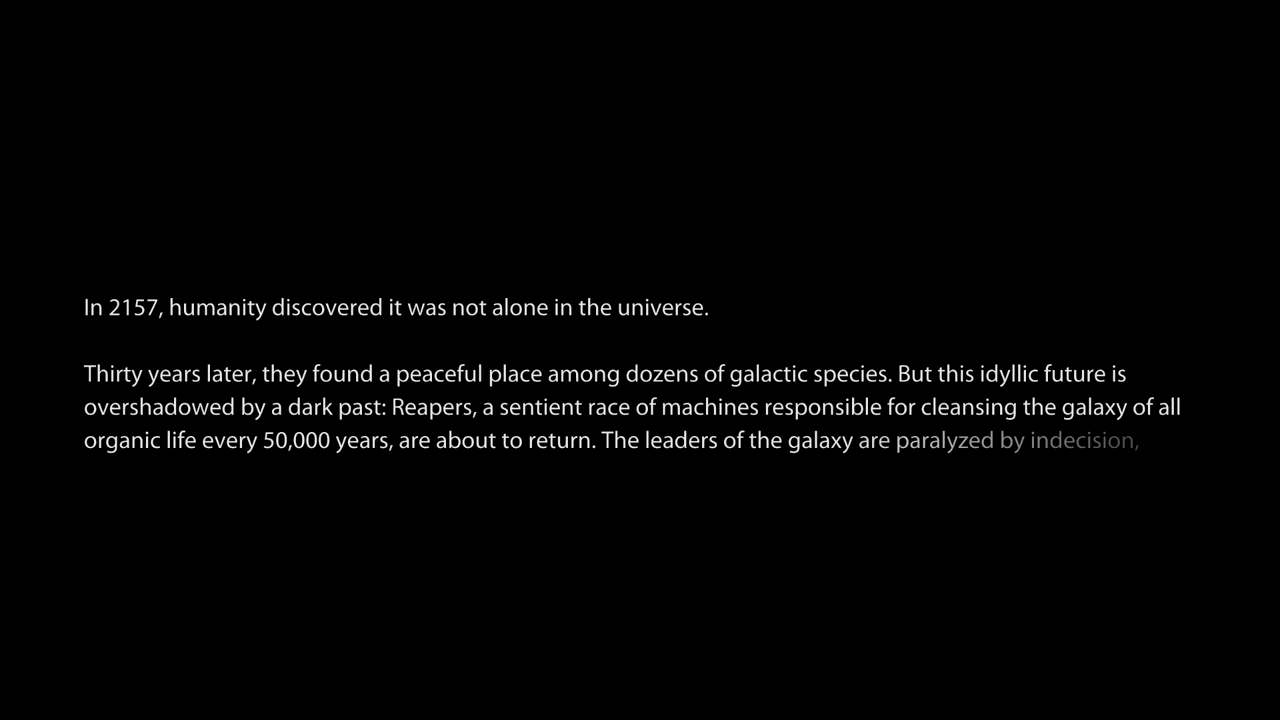 In 2157, humanity discovered it was not alone in the universe.
Thirty years later, they found a peaceful place among dozens of galactic species. But this idyllic future is
overshadowed by a dark past: Reapers, a sentient race of machines responsible for cleansing the galaxy of all
organic life every 50,000 years, are about to return. The leaders of the galaxy are paralyzed by indecision,